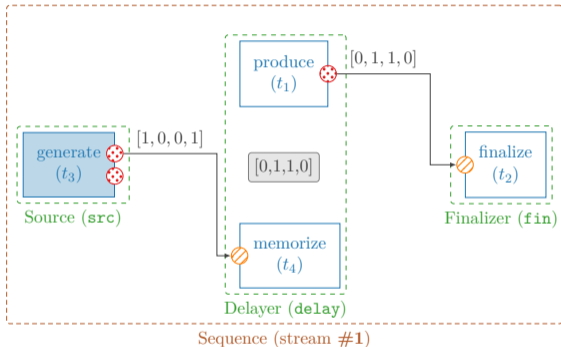 produce
(t₁)
[0, 1, 1, 0]
[1, 0, 0, 1]
generate
(t₃)
finalize
(t₂)
[0,1,1,0]
Source (src)
Finalizer (fin)
memorize
(t₄)
Delayer (delay)
Sequence (stream #1)